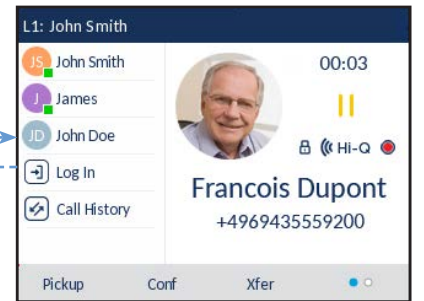 L1: John Smith
JS John Smith
J James
JD John Doe
Log In
Call History
00:03
Hi-Q
Francois Dupont
+4969435559200
Pickup Conf Xfer